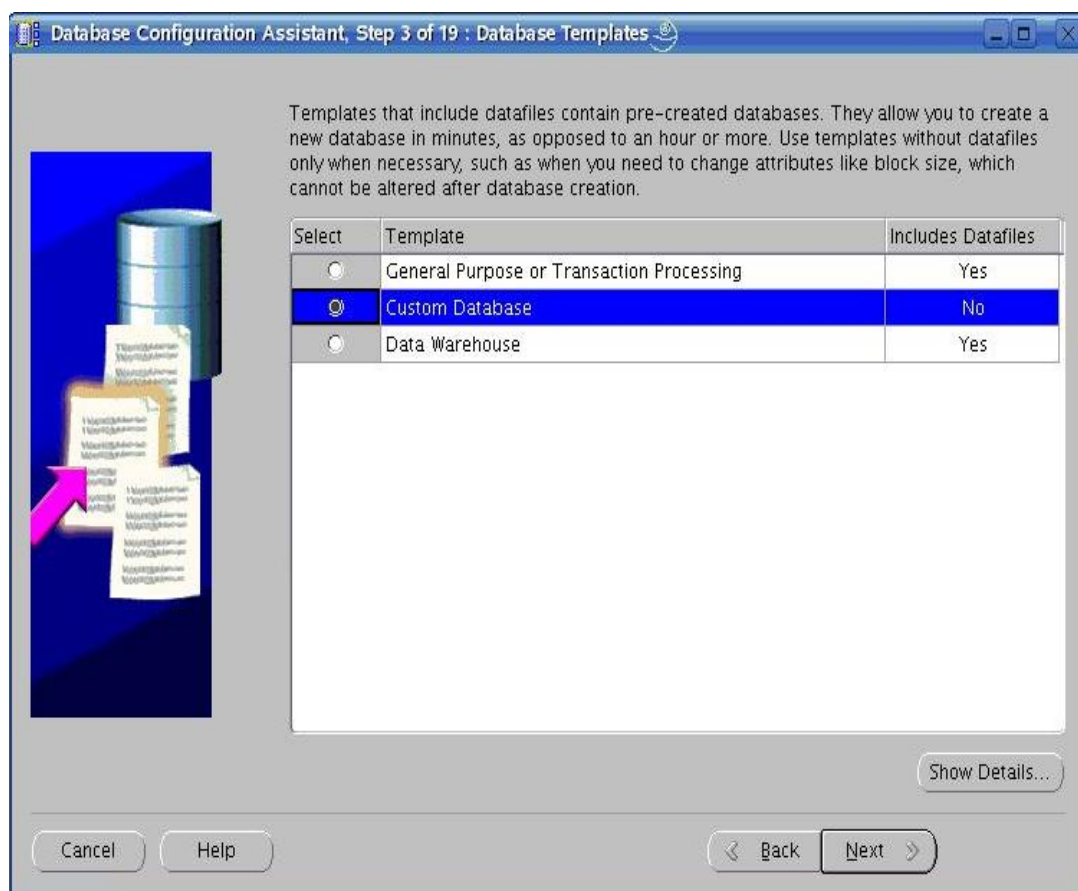 Database Configuration Assistant, Step 3 of 19 : Database Templates
Templates that include datafiles contain pre-created databases. They allow you to create a
new database in minutes, as opposed to an hour or more. Use templates without datafiles
only when necessary, such as when you need to change attributes like block size, which
cannot be altered after database creation.
Select Template Includes Datafiles
General Purpose or Transaction Processing Yes
Custom Database No
Data Warehouse Yes
Show Details...
Cancel Help Back Next